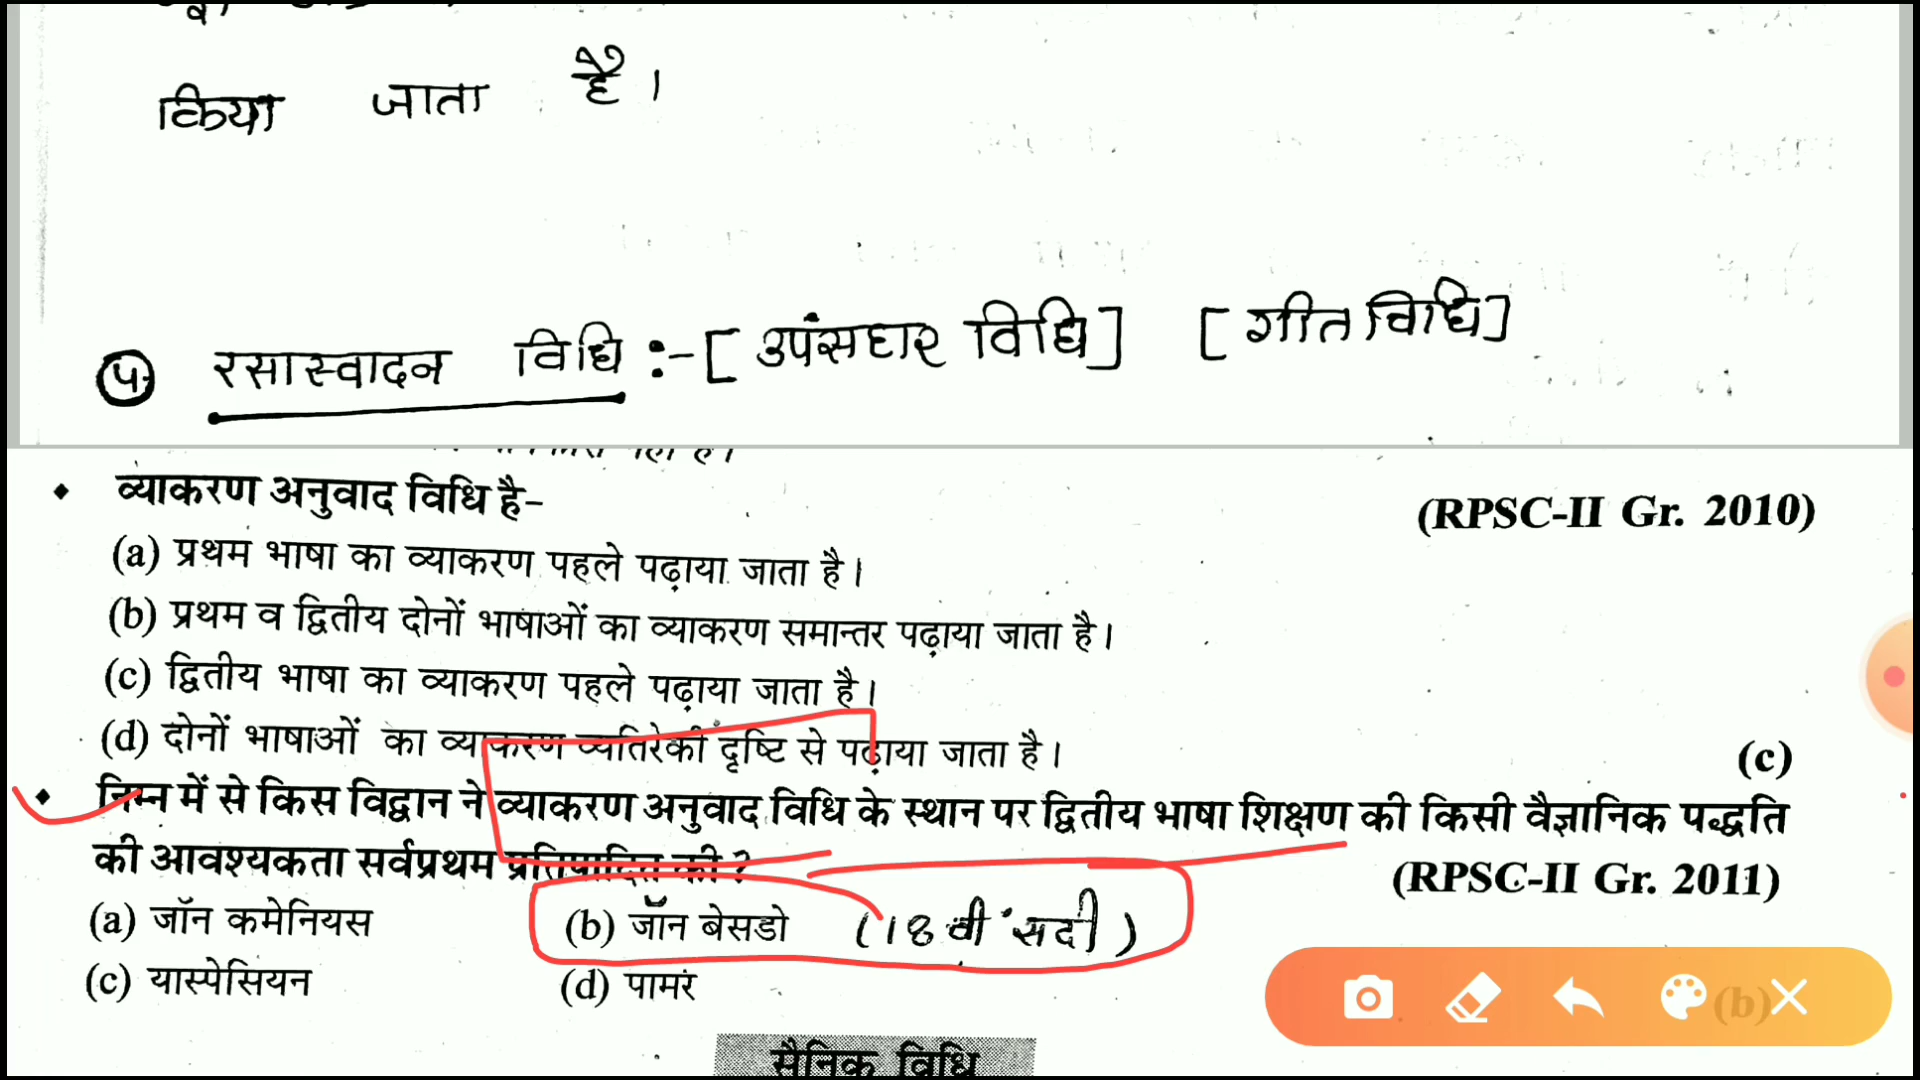 किया जाता है।
५ रसास्वादन विधि :- [ उपंसहार विधि ] [ गीत विधि ]
• व्याकरण अनुवाद विधि है- (RPSC-II Gr. 2010)
(a) प्रथम भाषा का व्याकरण पहले पढ़ाया जाता है।
(b) प्रथम व द्वितीय दोनों भाषाओं का व्याकरण समान्तर पढ़ाया जाता है।
(c) द्वितीय भाषा का व्याकरण पहले पढ़ाया जाता है।
(d) दोनों भाषाओं का व्याकरण व्यतिरेकी दृष्टि से पढ़ाया जाता है। (c)
• निम्न में से किस विद्वान ने व्याकरण अनुवाद विधि के स्थान पर द्वितीय भाषा शिक्षण की किसी वैज्ञानिक पद्धति
की आवश्यकता सर्वप्रथम प्रतिपादित की ? (RPSC-II Gr. 2011)
(a) जॉन कमेनियस (b) जॉन बेसडो (18 वी सदी)
(c) यास्पेसियन (d) पामरं (b)
सैनिक विधि